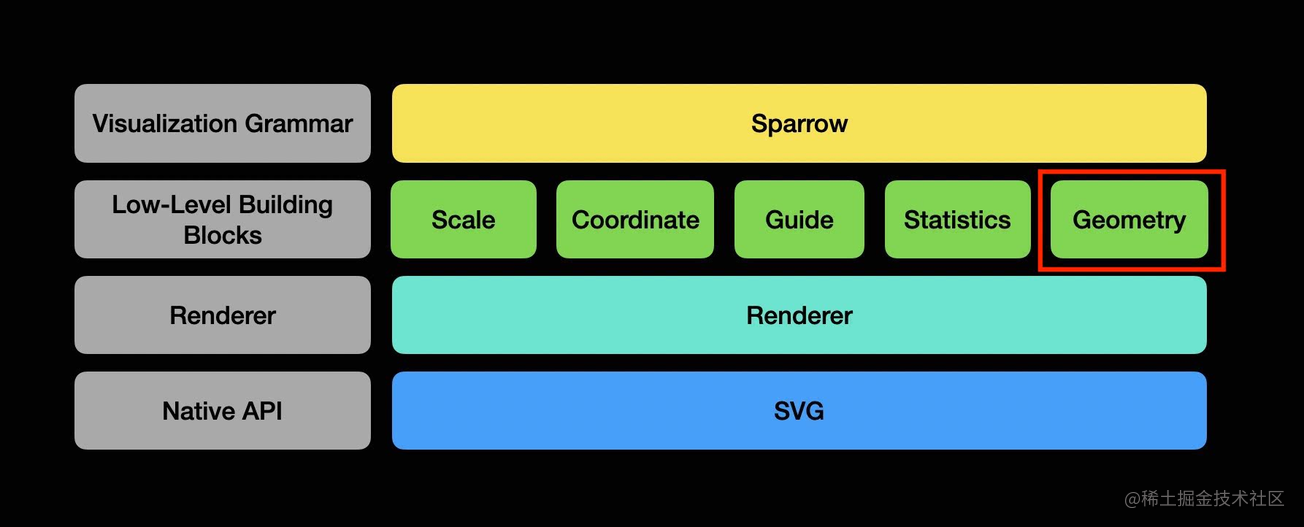 Visualization Grammar
Sparrow
Low-Level Building
Blocks
Scale
Coordinate
Guide
Statistics
Geometry
Renderer
Renderer
Native API
SVG
@稀土掘金技术社区